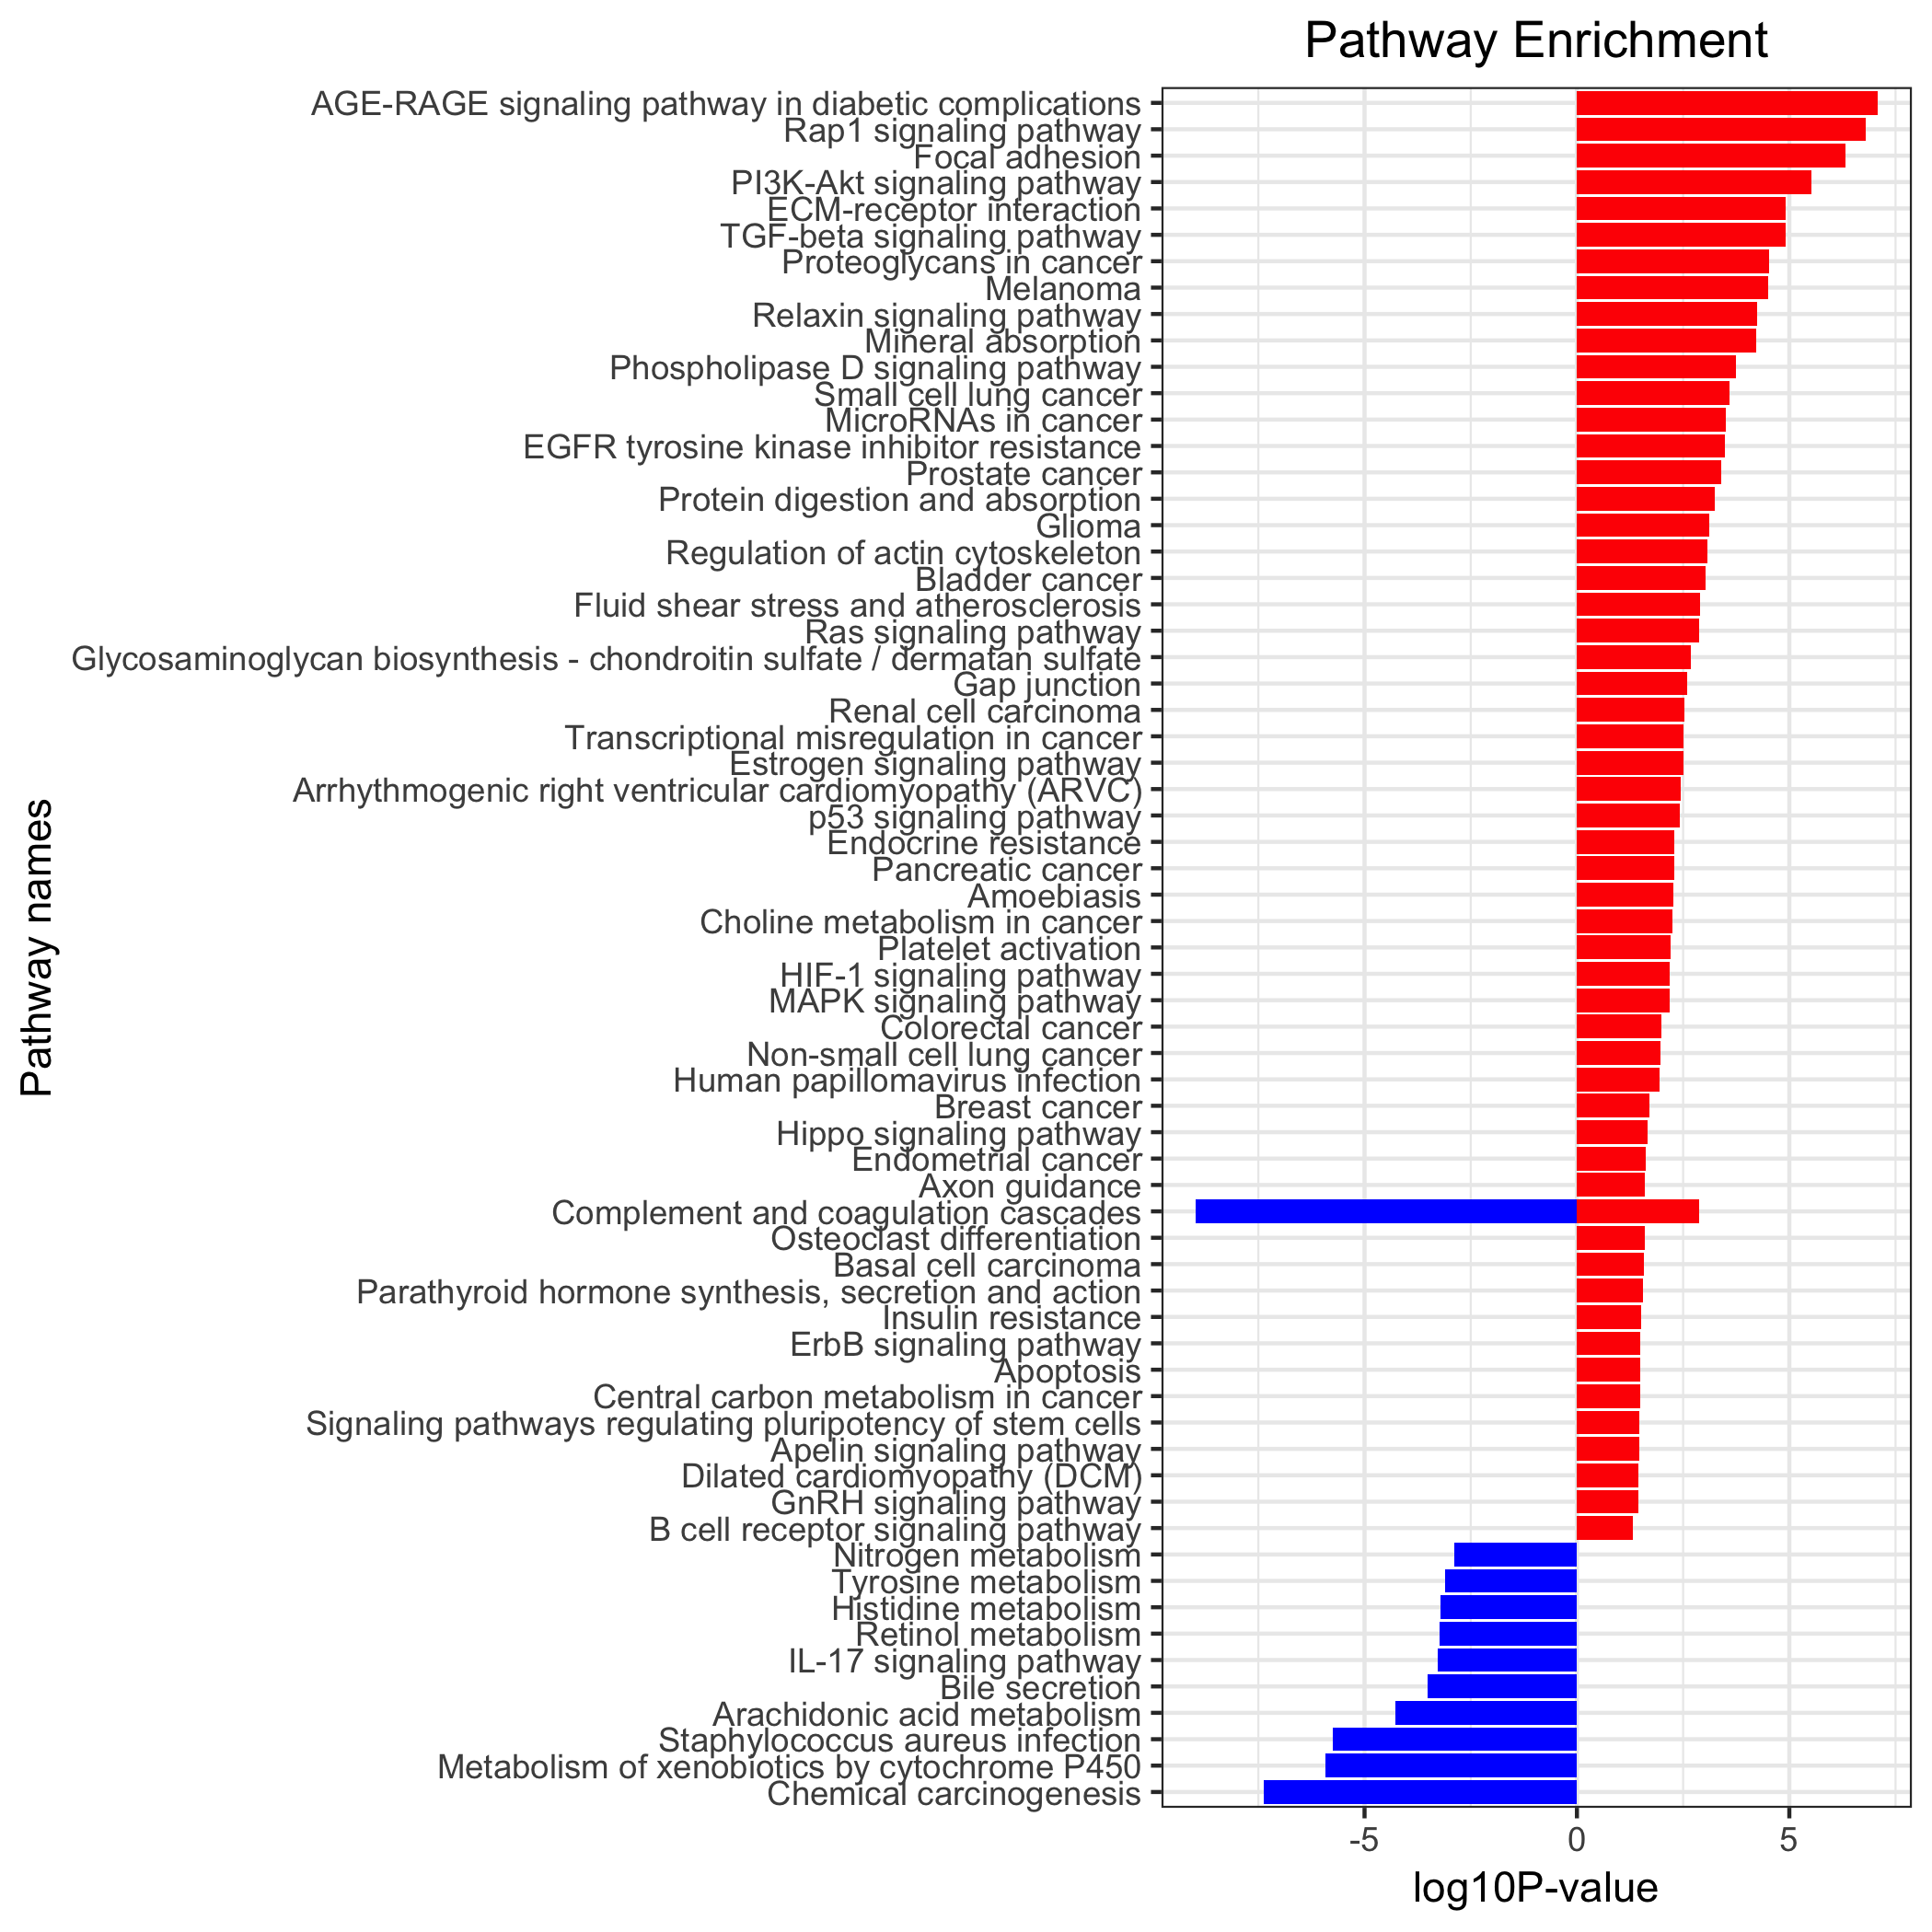 Pathway Enrichment
AGE-RAGE signaling pathway in diabetic complications
Rap1 signaling pathway
Focal adhesion
PI3K-Akt signaling pathway
ECM-receptor interaction
TGF-beta signaling pathway
Proteoglycans in cancer
Melanoma
Relaxin signaling pathway
Mineral absorption
Phospholipase D signaling pathway
Small cell lung cancer
MicroRNAs in cancer
EGFR tyrosine kinase inhibitor resistance
Prostate cancer
Protein digestion and absorption
Glioma
Regulation of actin cytoskeleton
Bladder cancer
Fluid shear stress and atherosclerosis
Ras signaling pathway
Glycosaminoglycan biosynthesis - chondroitin sulfate / dermatan sulfate
Gap junction
Renal cell carcinoma
Transcriptional misregulation in cancer
Estrogen signaling pathway
Arrhythmogenic right ventricular cardiomyopathy (ARVC)
p53 signaling pathway
Endocrine resistance
Pancreatic cancer
Amoebiasis
Choline metabolism in cancer
Platelet activation
HIF-1 signaling pathway
MAPK signaling pathway
Colorectal cancer
Non-small cell lung cancer
Human papillomavirus infection
Breast cancer
Hippo signaling pathway
Endometrial cancer
Axon guidance
Complement and coagulation cascades
Osteoclast differentiation
Basal cell carcinoma
Parathyroid hormone synthesis, secretion and action
Insulin resistance
ErbB signaling pathway
Apoptosis
Central carbon metabolism in cancer
Signaling pathways regulating pluripotency of stem cells
Apelin signaling pathway
Dilated cardiomyopathy (DCM)
GnRH signaling pathway
B cell receptor signaling pathway
Nitrogen metabolism
Tyrosine metabolism
Histidine metabolism
Retinol metabolism
IL-17 signaling pathway
Bile secretion
Arachidonic acid metabolism
Staphylococcus aureus infection
Metabolism of xenobiotics by cytochrome P450
Chemical carcinogenesis
Pathway names
-5 0 5
log10P-value